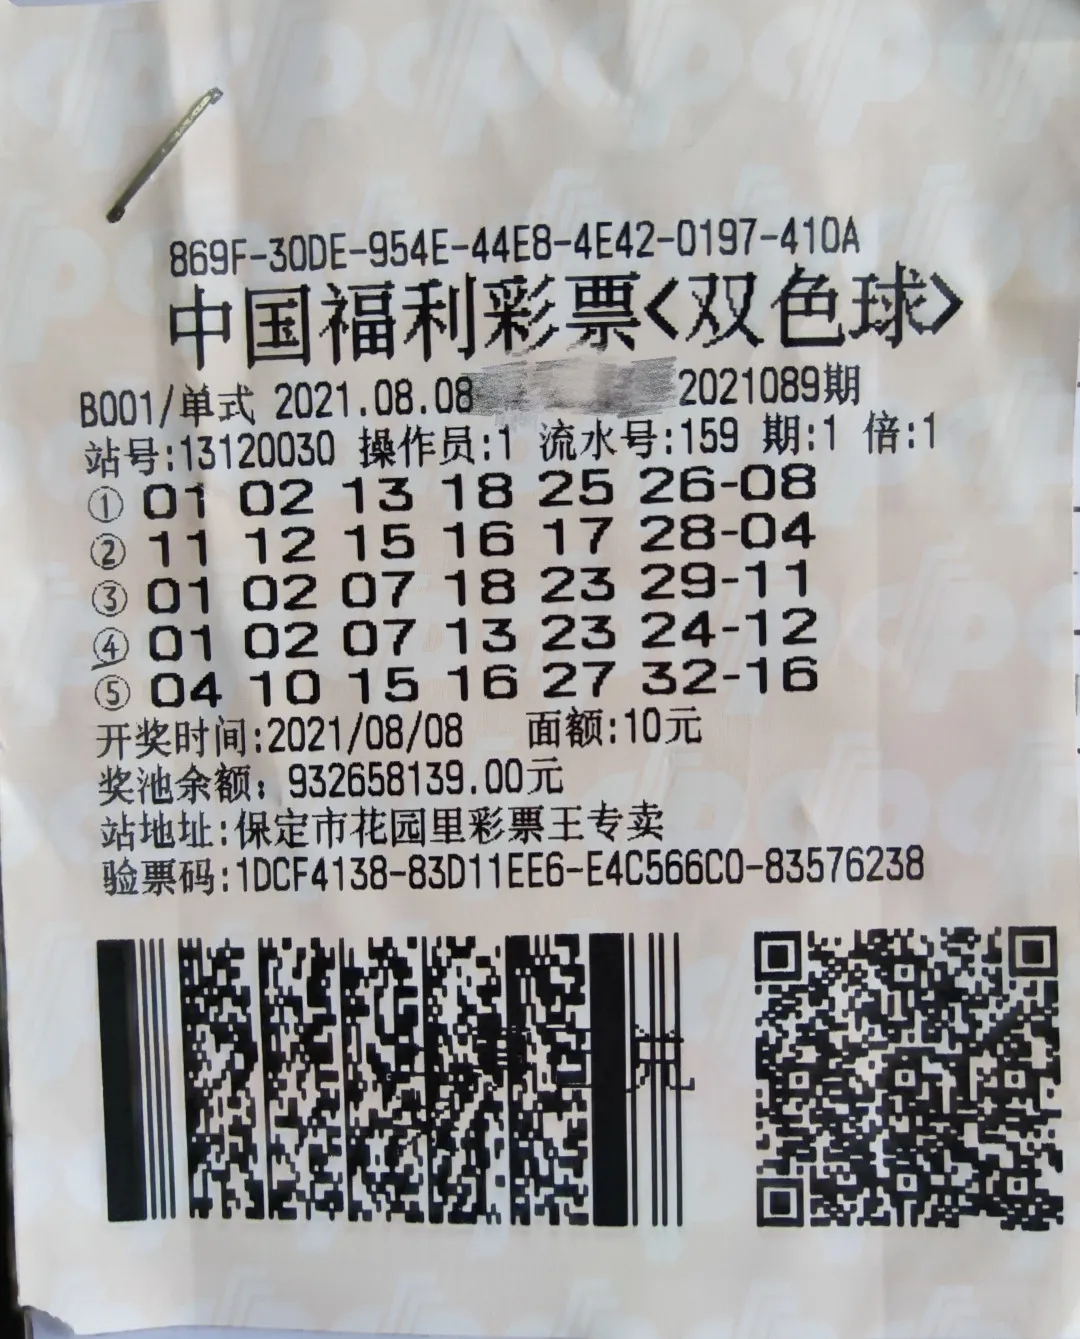 869F-30DE-954E-44E8-4E42-0197-410A
中国福利彩票<双色球>
B001/单式 2021.08.08 2021089期
站号:13120030 操作员:1 流水号:159 期:1 倍:1
① 01 02 13 18 25 26-08
② 11 12 15 16 17 28-04
③ 01 02 07 18 23 29-11
④ 01 02 07 13 23 24-12
⑤ 04 10 15 16 27 32-16
开奖时间:2021/08/08 面额:10元
奖池余额: 932658139.00元
站地址:保定市花园里彩票王专卖
验票码:1DCF4138-83D11EE6-E4C566C0-83576238